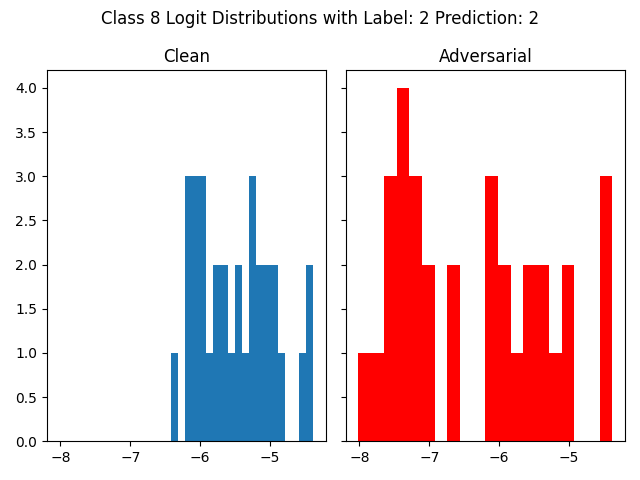 Class 8 Logit Distributions with Label: 2 Prediction: 2
Clean
Adversarial
4.0
3.5
3.0
2.5
2.0
1.5
1.0
0.5
0.0
−8 −7 −6 −5
−8 −7 −6 −5